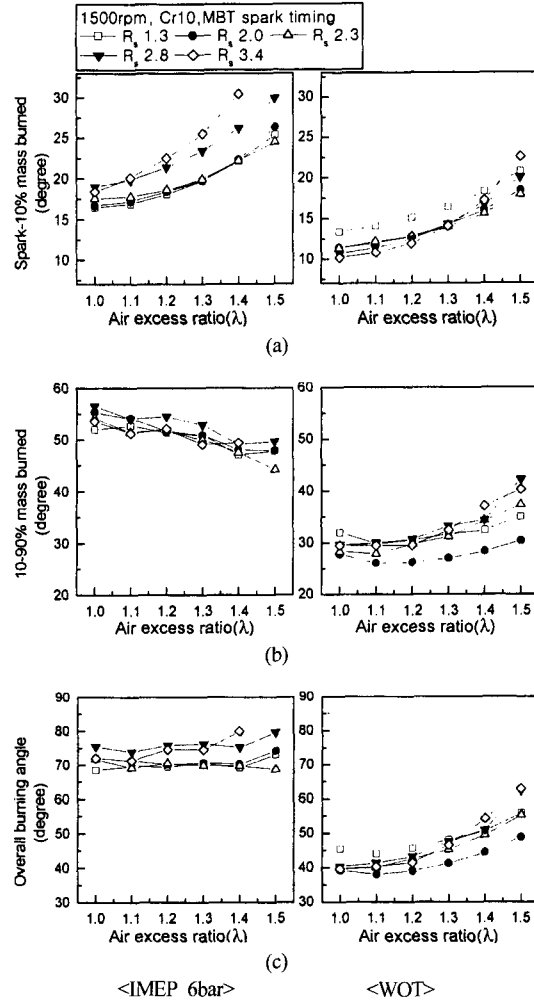 1500rpm, Cr10,MBT spark timing
Rs 1.3 Rs 2.0 Rs 2.3
Rs 2.8 Rs 3.4
Spark-10% mass burned
(degree)
30
25
20
15
10
30
25
20
15
10
1.0 1.1 1.2 1.3 1.4 1.5
1.0 1.1 1.2 1.3 1.4 1.5
Air excess ratio(λ)
Air excess ratio(λ)
(a)
10-90% mass burned
(degree)
60
50
40
30
20
60
50
40
30
20
1.0 1.1 1.2 1.3 1.4 1.5
1.0 1.1 1.2 1.3 1.4 1.5
Air excess ratio(λ)
Air excess ratio(λ)
(b)
Overall burning angle
(degree)
90
80
70
60
50
40
30
90
80
70
60
50
40
30
1.0 1.1 1.2 1.3 1.4 1.5
1.0 1.1 1.2 1.3 1.4 1.5
Air excess ratio(λ)
Air excess ratio(λ)
(c)
<IMEP 6bar>
<WOT>